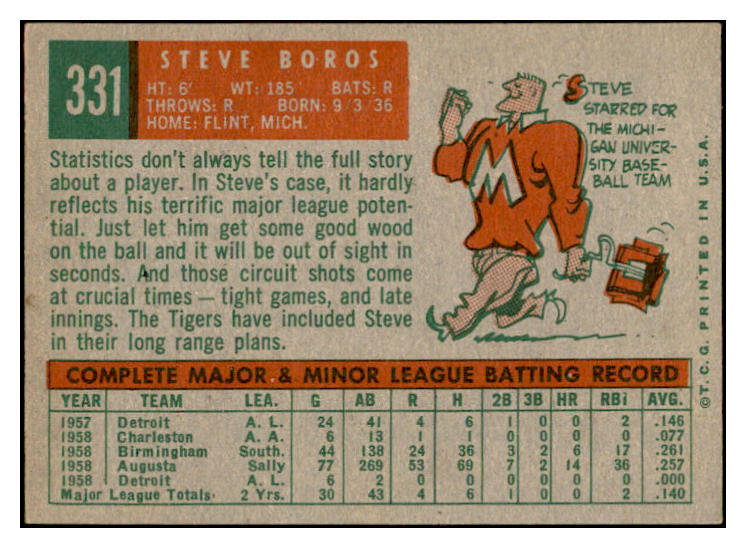 331
STEVE BOROS
HT: 6' WT: 185 BATS: R
THROWS: R BORN: 9/3/36
HOME: FLINT, MICH.
Statistics don't always tell the full story
about a player. In Steve's case, it hardly
reflects his terrific major league poten-
tial. Just let him get some good wood
on the ball and it will be out of sight in
seconds. And those circuit shots come
at crucial times — tight games, and late
innings. The Tigers have included Steve
in their long range plans.
STEVE
STARRED FOR
THE MICHI-
GAN UNIVER-
SITY BASE-
BALL TEAM
M
COMPLETE MAJOR & MINOR LEAGUE BATTING RECORD
YEAR TEAM LEA. G AB R H 2B 3B HR RBi AVG.
1957 Detroit A. L. 24 41 4 6 1 0 0 2 .146
1958 Charleston A. A. 6 13 1 1 0 0 0 0 .077
1958 Birmingham South. 44 138 24 36 3 2 6 17 .261
1958 Augusta Sally 77 269 53 69 7 2 14 36 .257
1958 Detroit A. L. 6 2 0 0 0 0 0 0 .000
Major League Totals: 2 Yrs. 30 43 4 6 1 0 0 2 .140
©T.C.G. PRINTED IN U.S.A.